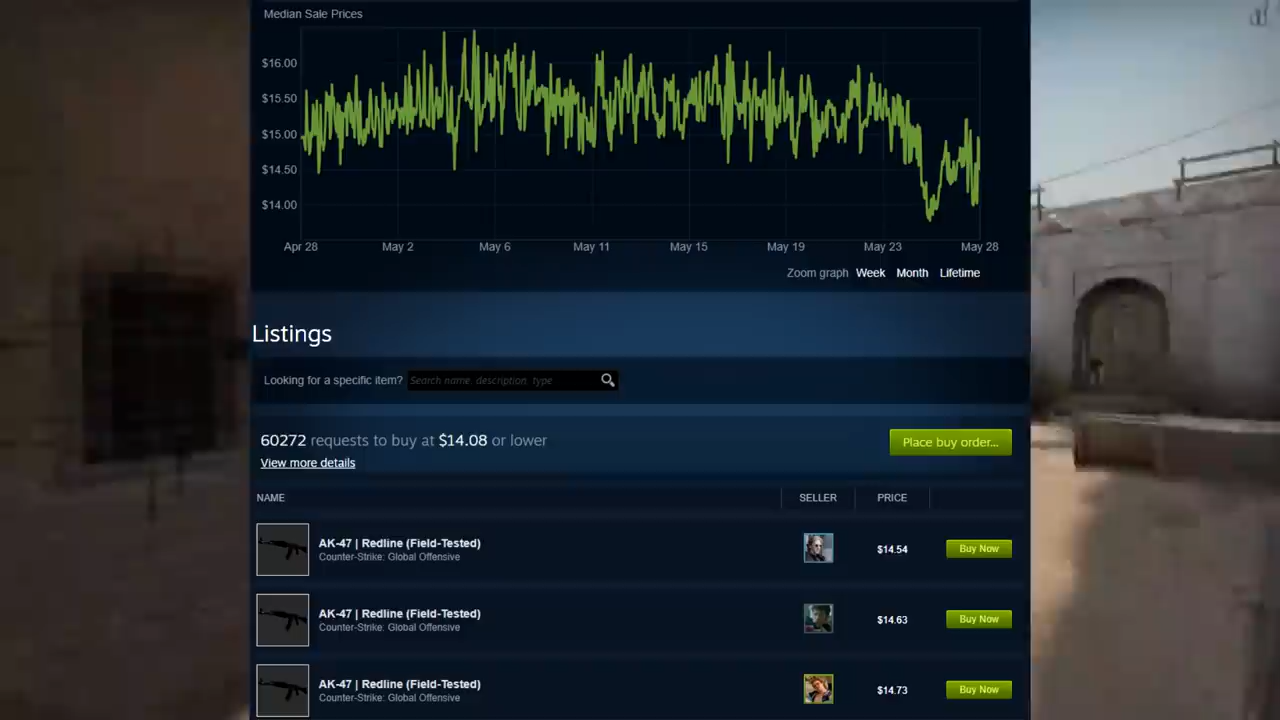 Median Sale Prices
$16.00
$15.50
$15.00
$14.50
$14.00
Apr 28 May 2 May 6 May 11 May 15 May 19 May 23 May 28
Zoom graph Week Month Lifetime
Listings
Looking for a specific item? Search name, description, type
60272 requests to buy at $14.08 or lower
Place buy order...
View more details
NAME SELLER PRICE
AK-47 | Redline (Field-Tested)
Counter-Strike: Global Offensive
$14.54 Buy Now
AK-47 | Redline (Field-Tested)
Counter-Strike: Global Offensive
$14.63 Buy Now
AK-47 | Redline (Field-Tested)
Counter-Strike: Global Offensive
$14.73 Buy Now